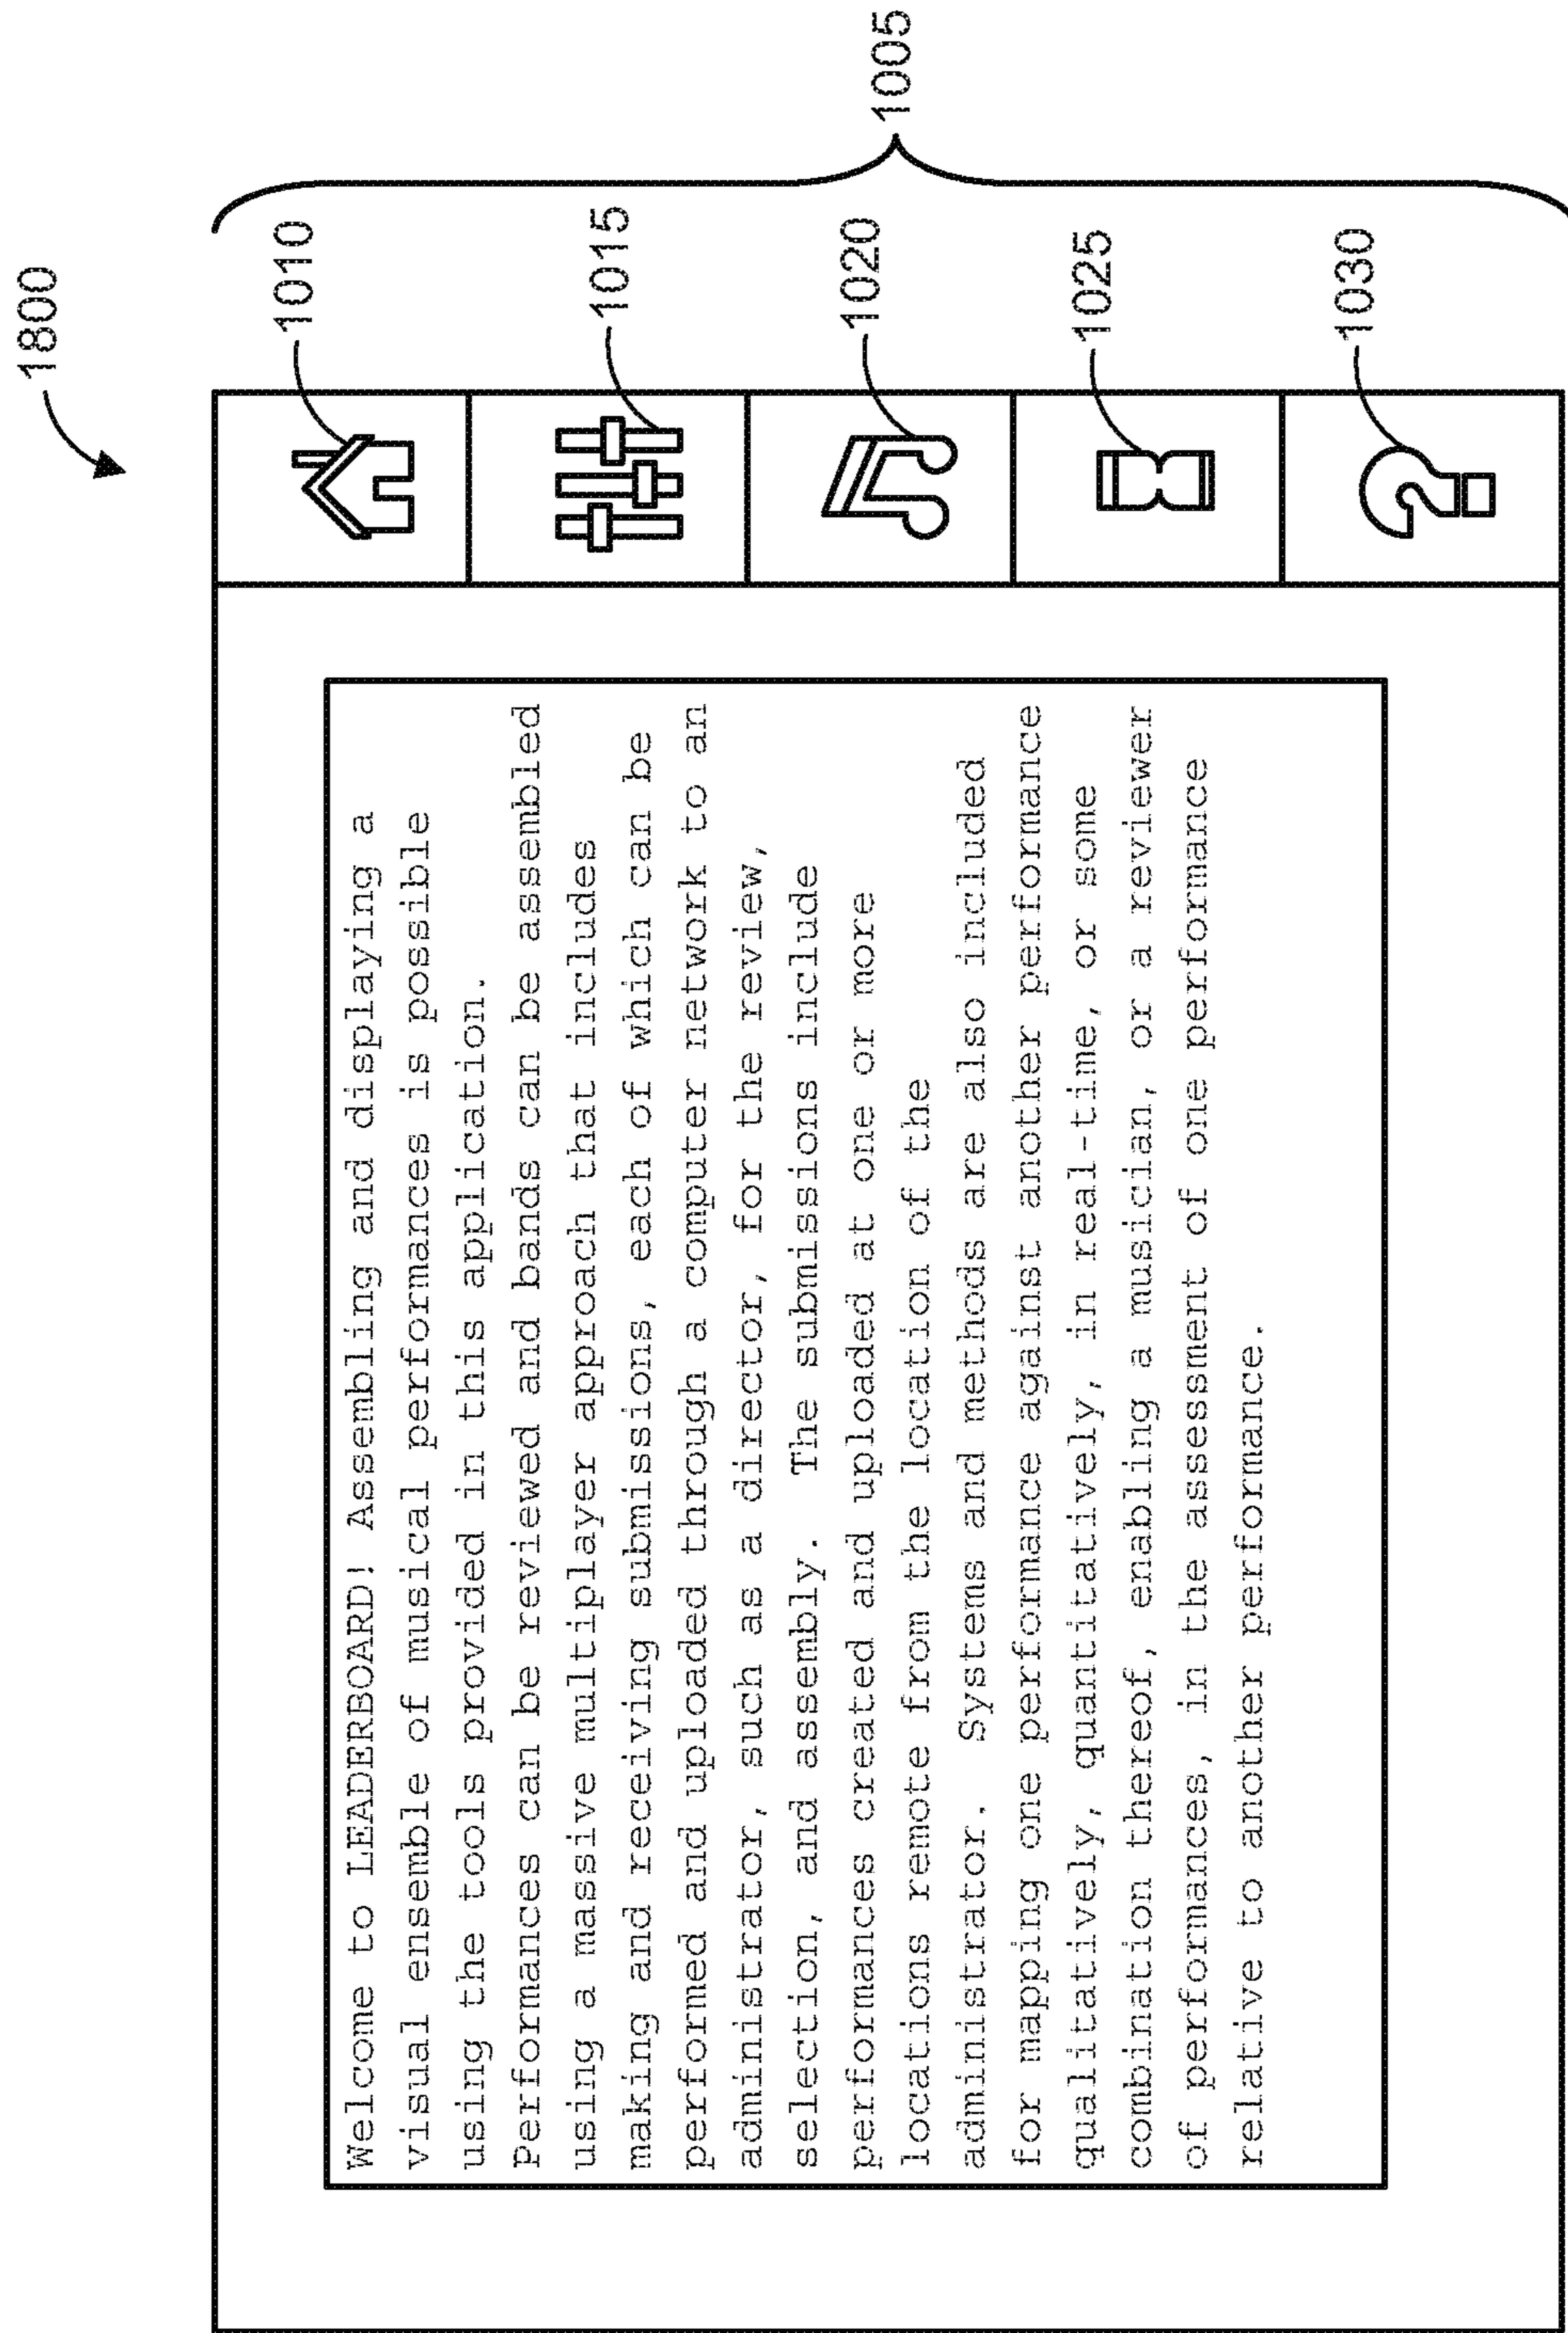 1800
Welcome to LEADERBOARD! Assembling and displaying a
visual ensemble of musical performances is possible
using the tools provided in this application.
Performances can be reviewed and bands can be assembled
using a massive multiplayer approach that includes
making and receiving submissions, each of which can be
performed and uploaded through a computer network to an
administrator, such as a director, for the review,
selection, and assembly. The submissions include
performances created and uploaded at one or more
locations remote from the location of the
administrator. Systems and methods are also included
for mapping one performance against another performance
qualitatively, quantitatively, in real-time, or some
combination thereof, enabling a musician, or a reviewer
of performances, in the assessment of one performance
relative to another performance.
1010
1015
1020
1025
1030
1005